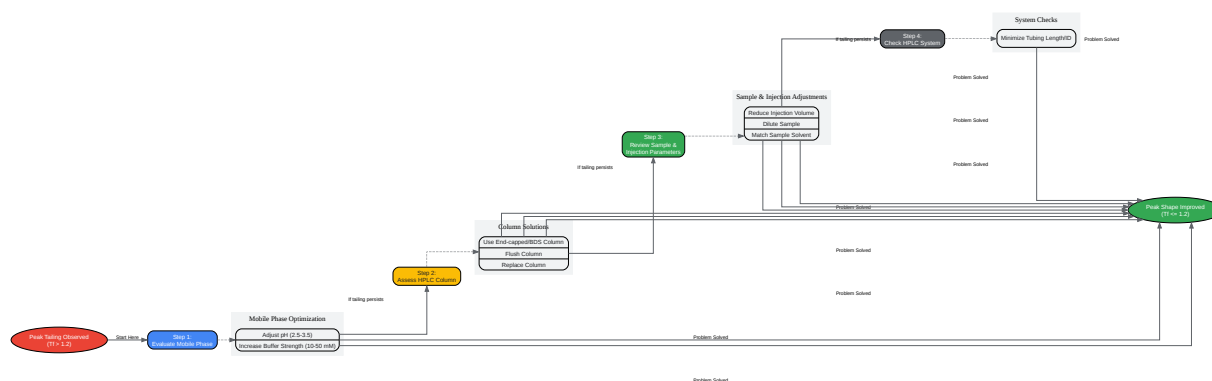 System Checks
Minimize Tubing Length/ID
Problem Solved
If tailing persists
Step 4:
Check HPLC System
Problem Solved
Sample & Injection Adjustments
Reduce Injection Volume
Dilute Sample
Match Sample Solvent
Problem Solved
Step 3:
Review Sample &
Injection Parameters
If tailing persists
Problem Solved
Problem Solved
Peak Shape Improved
(Tf <= 1.2)
Column Solutions
Use End-capped/BDS Column
Flush Column
Replace Column
Problem Solved
Step 2:
Assess HPLC Column
If tailing persists
Problem Solved
Mobile Phase Optimization
Adjust pH (2.5-3.5)
Increase Buffer Strength (10-50 mM)
Peak Tailing Observed
(Tf > 1.2)
Start Here
Step 1:
Evaluate Mobile Phase
Problem Solved
Problem Solved